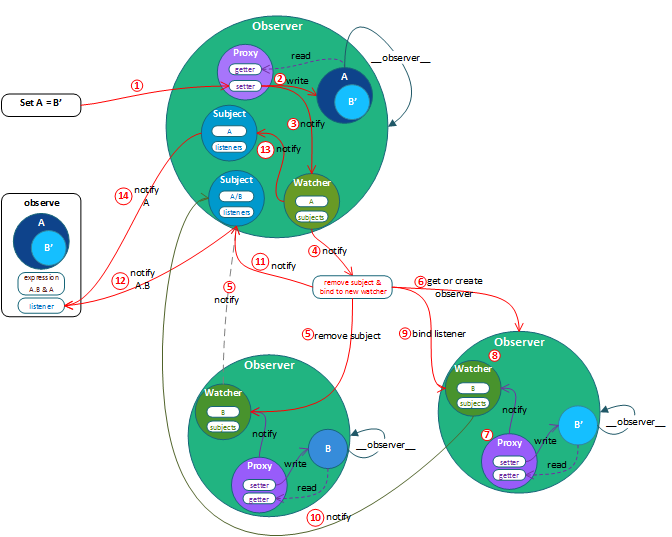 Observer
Proxy
getter
setter
read
__observer__
A
B'
①
② write
Set A = B'
Subject
A
listeners
③ notify
⑬ notify
Subject
A/B
listeners
Watcher
A
subjects
⑭ notify
A
observe
A
B'
expression
A.B & A
listener
④ notify
⑪ notify
⑫ notify
A.B
⑤
notify
remove subject &
bind to new watcher
⑥ get or create
observer
⑤ remove subject
⑨ bind listener
Observer
Watcher
B
subjects
notify
Proxy
setter
getter
write
read
B
__observer__
Observer
⑧
Watcher
B
subjects
notify
⑦
Proxy
setter
getter
write
read
B'
__observer__
⑩ notify